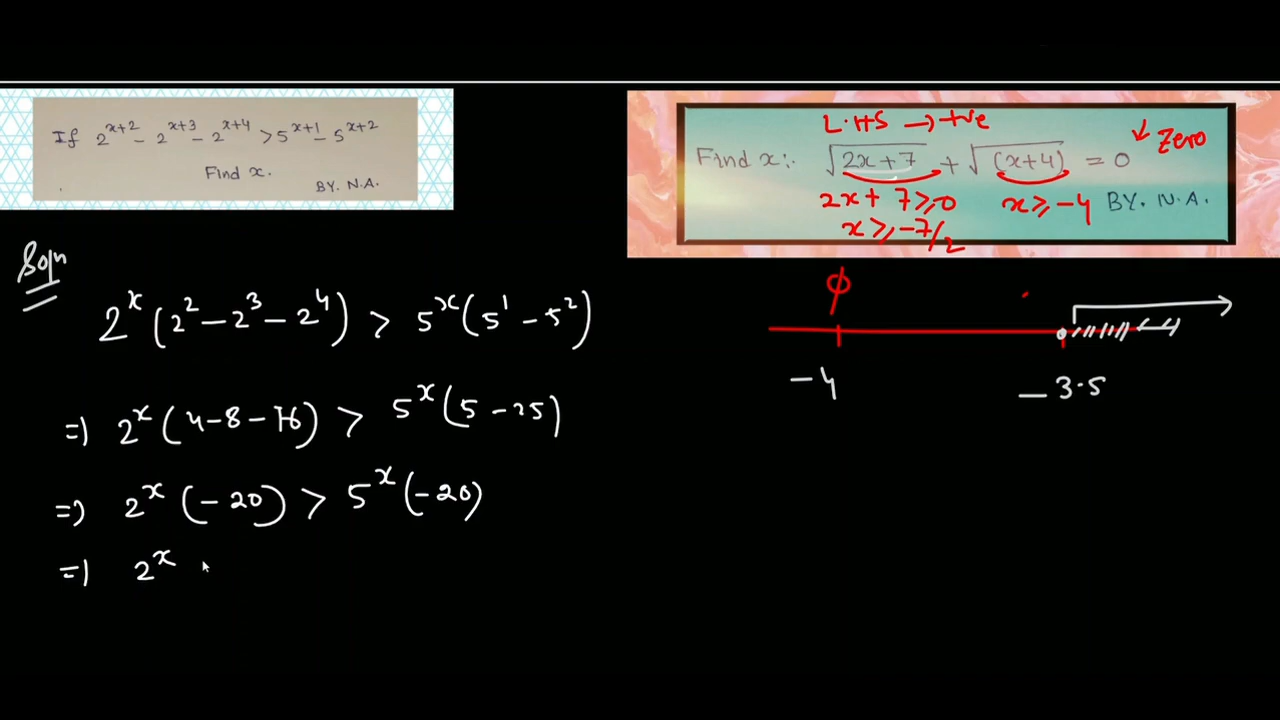 If 2^{x+2} - 2^{x+3} - 2^{x+4} > 5^{x+1} - 5^{x+2}
Find x.
BY. N.A.
Soln
2^x (2^2 - 2^3 - 2^4) > 5^x (5^1 - 5^2)
=) 2^x (4 - 8 - 16) > 5^x (5 - 25)
=) 2^x (-20) > 5^x (-20)
=) 2^x
L.H.S → +ve
Zero
Find x:. √(2x+7) + √(x+4) = 0
2x + 7 ≥ 0 x ≥ -4 BY. N.A.
x ≥ -7/2
ϕ
-4 -3.5